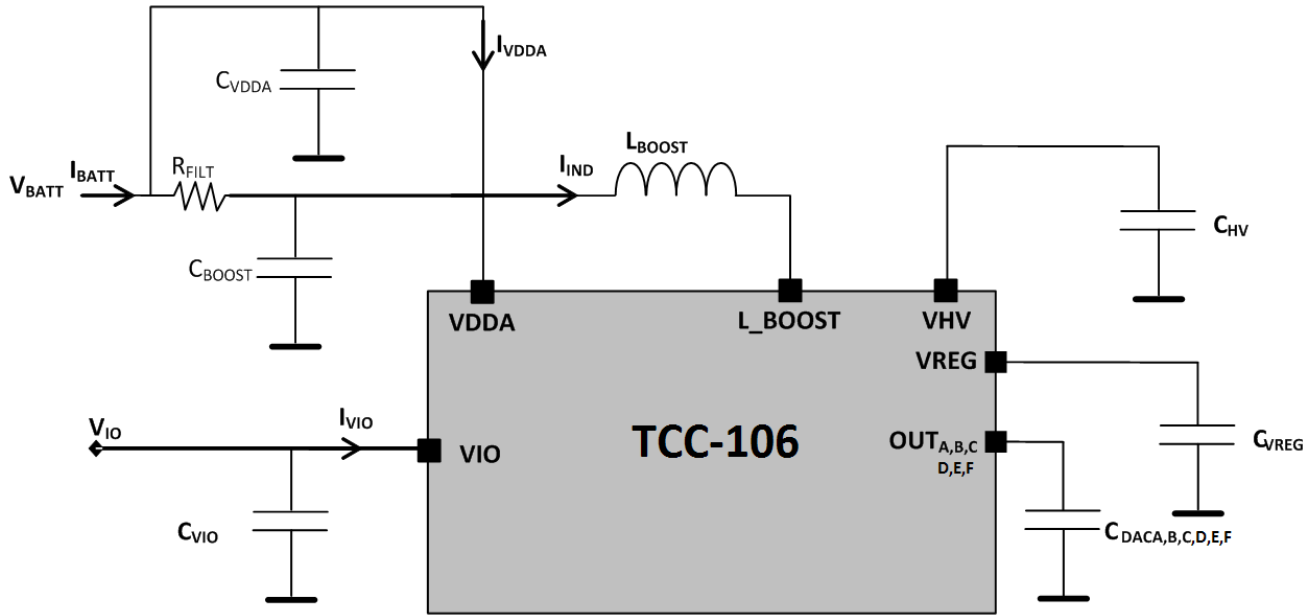 IVDDA
CVDDA
LBOOST
IBATT
RFILT
IIND
VBATT
CHV
CBOOST
VDDA
L_BOOST
VHV
VREG
IVIO
VIO
TCC-106
OUTA,B,C
D,E,F
CVREG
VIO
CVIO
CDACA,B,C,D,E,F